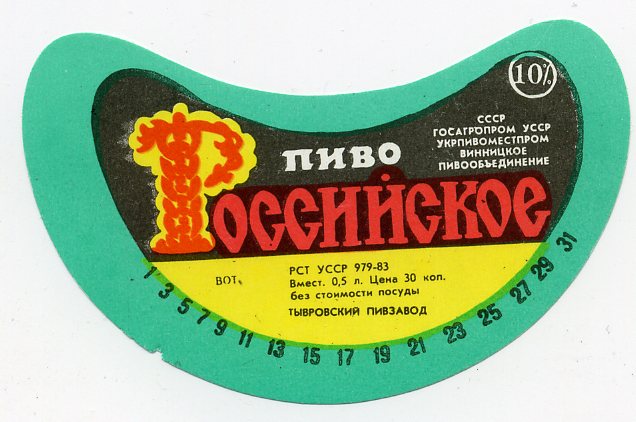 10%
СССР
ГОСАГРОПРОМ УССР
УКРПИВОМЕСТПРОМ
ВИННИЦКОЕ
ПИВООБЪЕДИНЕНИЕ
ПИВО
РОССИЙСКОЕ
ВОТ.
РСТ УССР 979-83
Вмест. 0,5 л. Цена 30 коп.
без стоимости посуды
ТЫВРОВСКИЙ ПИВЗАВОД
1 3 5 7 9 11 13 15 17 19 21 23 25 27 29 31